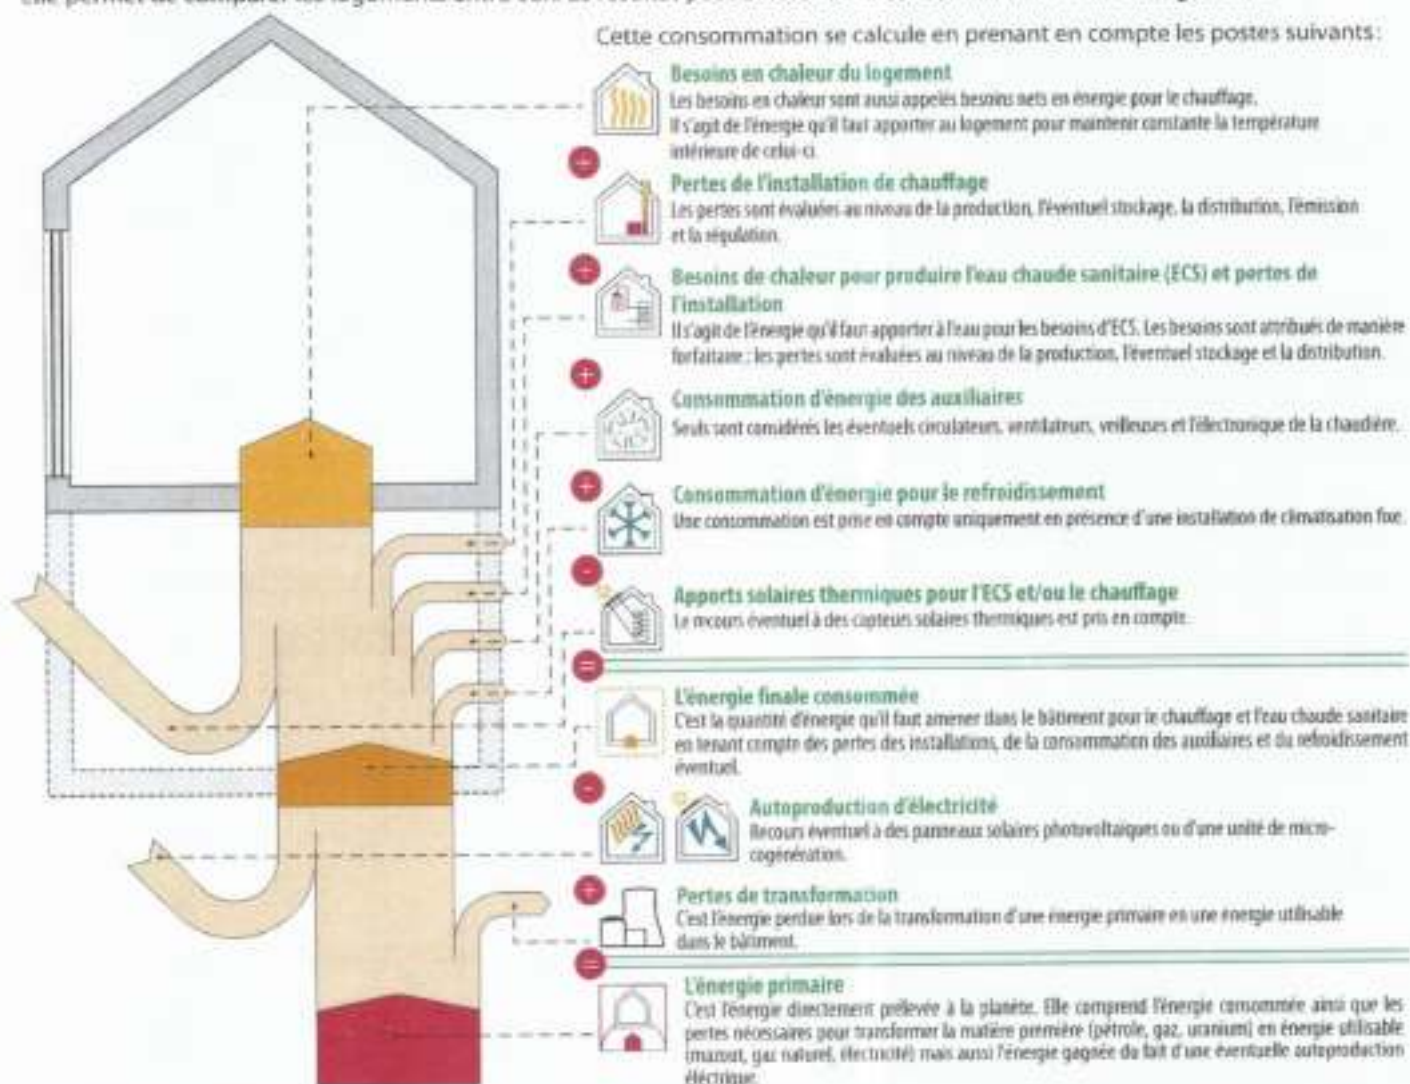 Cette consommation se calcule en prenant en compte les postes suivants:
Besoins en chaleur du logement
Les besoins en chaleur sont aussi appelés besoins nets en énergie pour le chauffage.
Il s'agit de l'énergie qu'il faut apporter au logement pour maintenir constante la température
intérieure de celui-ci.
+
Pertes de l'installation de chauffage
Les pertes sont évaluées au niveau de la production, l'éventuel stockage, la distribution, l'émission
et la régulation.
+
Besoins de chaleur pour produire l'eau chaude sanitaire (ECS) et pertes de
l'installation
Il s'agit de l'énergie qu'il faut apporter à l'eau pour les besoins d'ECS. Les besoins sont attribués de manière
forfaitaire ; les pertes sont évaluées au niveau de la production, l'éventuel stockage et la distribution.
+
Consommation d'énergie des auxiliaires
Seuls sont considérés les éventuels circulateurs, ventilateurs, veilleuses et l'électronique de la chaudière.
+
Consommation d'énergie pour le refroidissement
Une consommation est prise en compte uniquement en présence d'une installation de climatisation fixe.
-
Apports solaires thermiques pour l'ECS et/ou le chauffage
Le recours éventuel à des capteurs solaires thermiques est pris en compte.
=
L'énergie finale consommée
C'est la quantité d'énergie qu'il faut amener dans le bâtiment pour le chauffage et l'eau chaude sanitaire
en tenant compte des pertes des installations, de la consommation des auxiliaires et du refroidissement
éventuel.
-
Autoproduction d'électricité
Recours éventuel à des panneaux solaires photovoltaïques ou d'une unité de micro-
cogénération.
+
Pertes de transformation
C'est l'énergie perdue lors de la transformation d'une énergie primaire en une énergie utilisable
dans le bâtiment.
=
L'énergie primaire
C'est l'énergie directement prélevée à la planète. Elle comprend l'énergie consommée ainsi que les
pertes nécessaires pour transformer la matière première (pétrole, gaz, uranium) en énergie utilisable
(mazout, gaz naturel, électricité) mais aussi l'énergie gagnée du fait d'une éventuelle autoproduction
électrique.